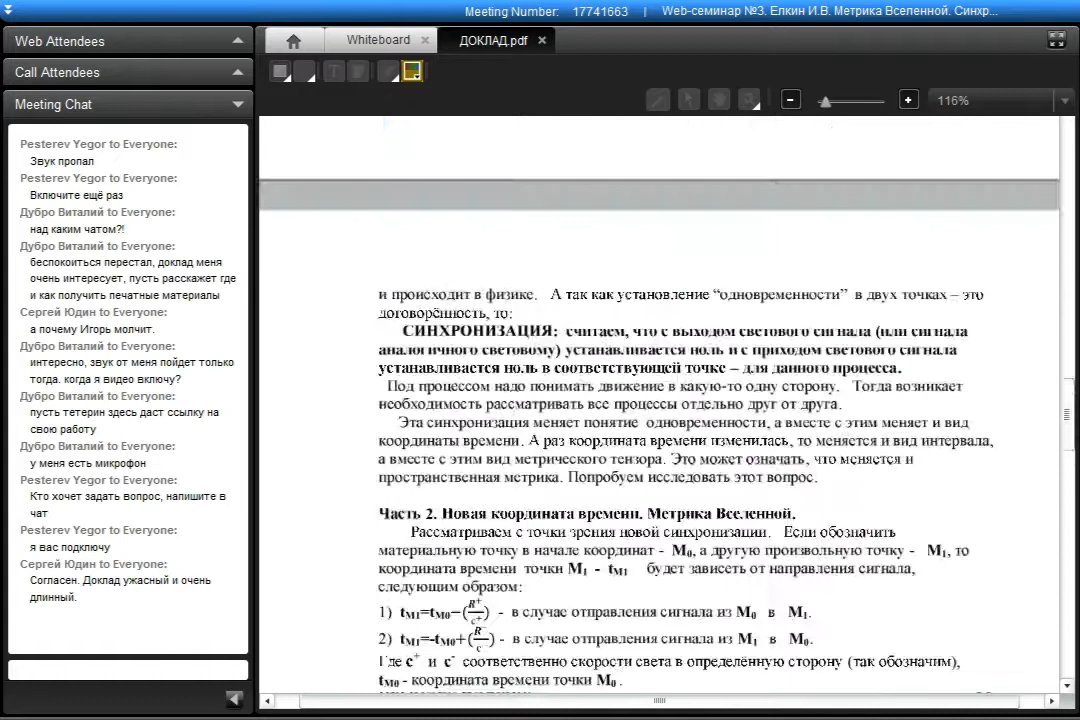 Meeting Number: 17741663 | Web-семинар №3. Елкин И.В. Метрика Вселенной. Синхр...
Web Attendees
Call Attendees
Meeting Chat
Pesterev Yegor to Everyone:
Звук пропал
Pesterev Yegor to Everyone:
Включите ещё раз
Дубро Виталий to Everyone:
над каким чатом?!
Дубро Виталий to Everyone:
беспокоиться перестал, доклад меня
очень интересует, пусть расскажет где
и как получить печатные материалы
Сергей Юдин to Everyone:
а почему Игорь молчит.
Дубро Виталий to Everyone:
интересно, звук от меня пойдет только
тогда. когда я видео включу?
Дубро Виталий to Everyone:
пусть тетерин здесь даст ссылку на
свою работу
Дубро Виталий to Everyone:
у меня есть микрофон
Pesterev Yegor to Everyone:
Кто хочет задать вопрос, напишите в
чат
Pesterev Yegor to Everyone:
я вас подключу
Сергей Юдин to Everyone:
Согласен. Доклад ужасный и очень
длинный.
Whiteboard
ДОКЛАД.pdf
116%
и происходит в физике. А так как установление “одновременности” в двух точках – это
договорённость, то:
СИНХРОНИЗАЦИЯ: считаем, что с выходом светового сигнала (или сигнала
аналогичного световому) устанавливается ноль и с приходом светового сигнала
устанавливается ноль в соответствующей точке – для данного процесса.
Под процессом надо понимать движение в какую-то одну сторону. Тогда возникает
необходимость рассматривать все процессы отдельно друг от друга.
Эта синхронизация меняет понятие одновременности, а вместе с этим меняет и вид
координаты времени. А раз координата времени изменилась, то меняется и вид интервала,
а вместе с этим вид метрического тензора. Это может означать, что меняется и
пространственная метрика. Попробуем исследовать этот вопрос.
Часть 2. Новая координата времени. Метрика Вселенной.
Рассматриваем с точки зрения новой синхронизации. Если обозначить
материальную точку в начале координат - M₀, а другую произвольную точку - M₁, то
координата времени точки M₁ - tM1 будет зависеть от направления сигнала,
следующим образом:
1) tM1=tM0−(R⁺/c⁺) - в случае отправления сигнала из M₀ в M₁.
2) tM1=-tM0+(R⁻/c⁻) - в случае отправления сигнала из M₁ в M₀.
Где c⁺ и c⁻ соответственно скорости света в определённую сторону (так обозначим),
tM0 - координата времени точки M₀ .